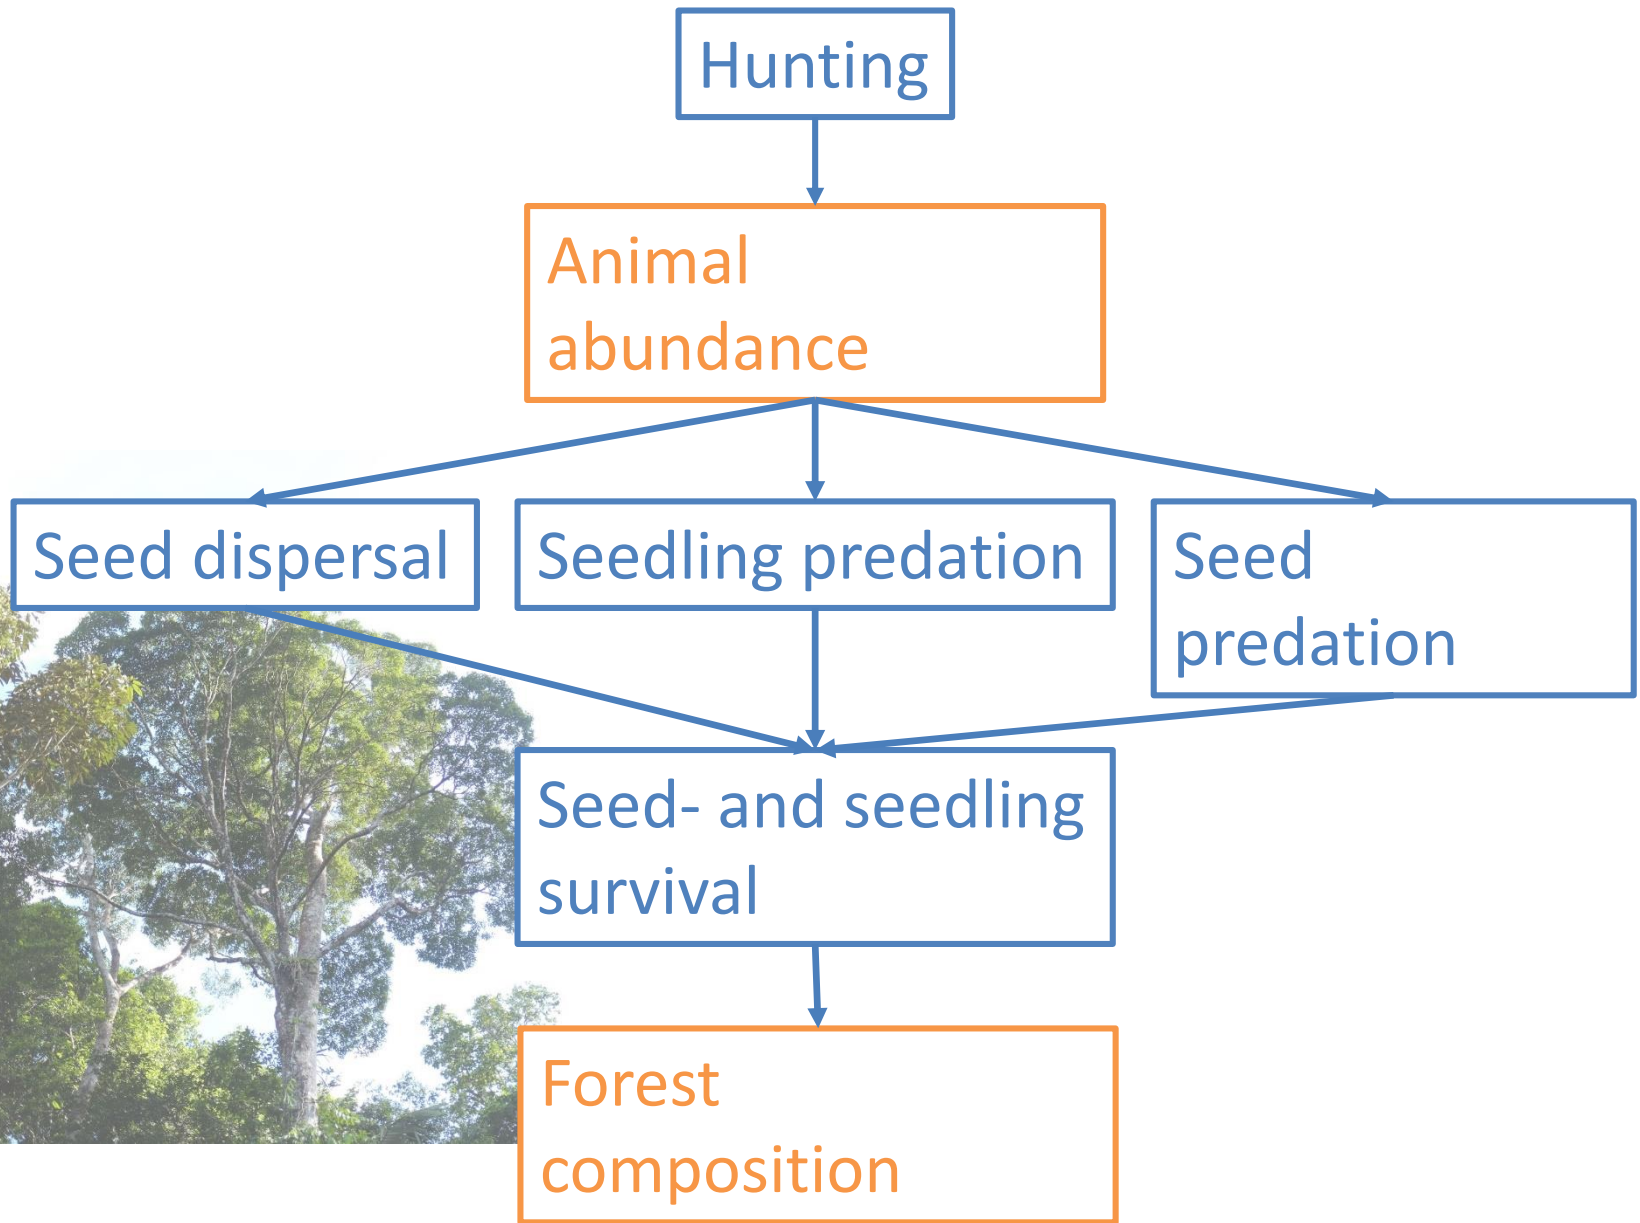 Hunting
Animal
abundance
Seed dispersal
Seedling predation
Seed
predation
Seed- and seedling
survival
Forest
composition